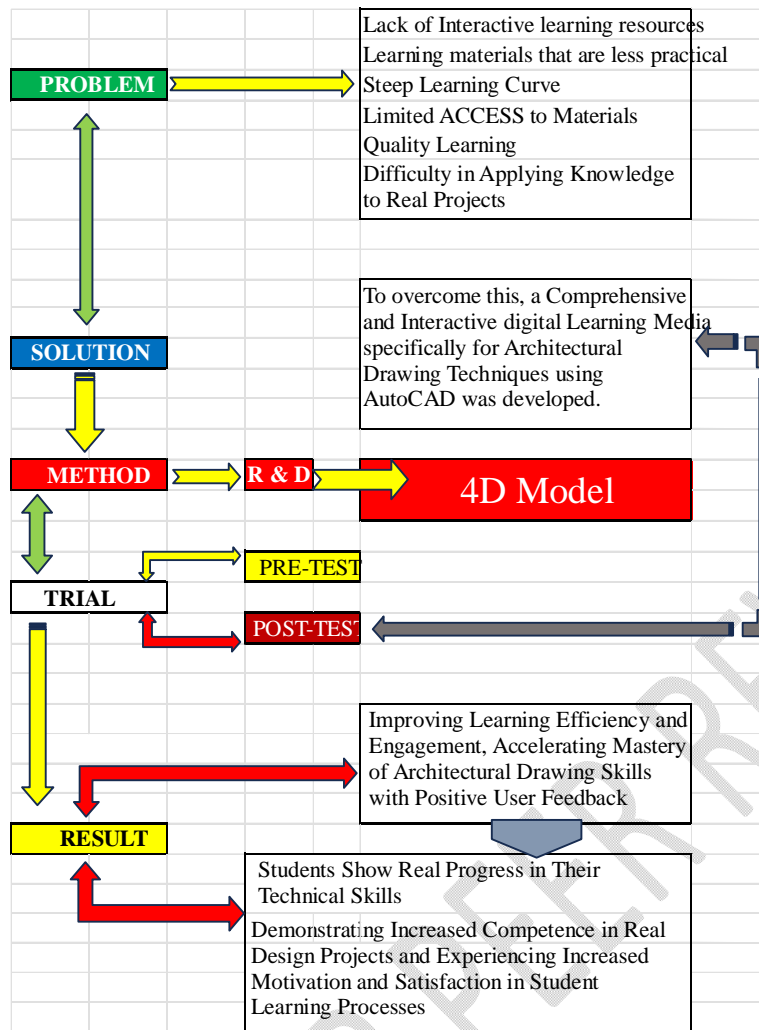 Lack of Interactive learning resources
Learning materials that are less practical
PROBLEM
Steep Learning Curve
Limited ACCESS to Materials
Quality Learning
Difficulty in Applying Knowledge
to Real Projects
To overcome this, a Comprehensive
and Interactive digital Learning Media
SOLUTION
specifically for Architectural
Drawing Techniques using
AutoCAD was developed.
METHOD
R & D
4D Model
PRE-TEST
TRIAL
POST-TEST
Improving Learning Efficiency and
Engagement, Accelerating Mastery
of Architectural Drawing Skills
with Positive User Feedback
RESULT
Students Show Real Progress in Their
Technical Skills
Demonstrating Increased Competence in Real
Design Projects and Experiencing Increased
Motivation and Satisfaction in Student
Learning Processes
PEER RE